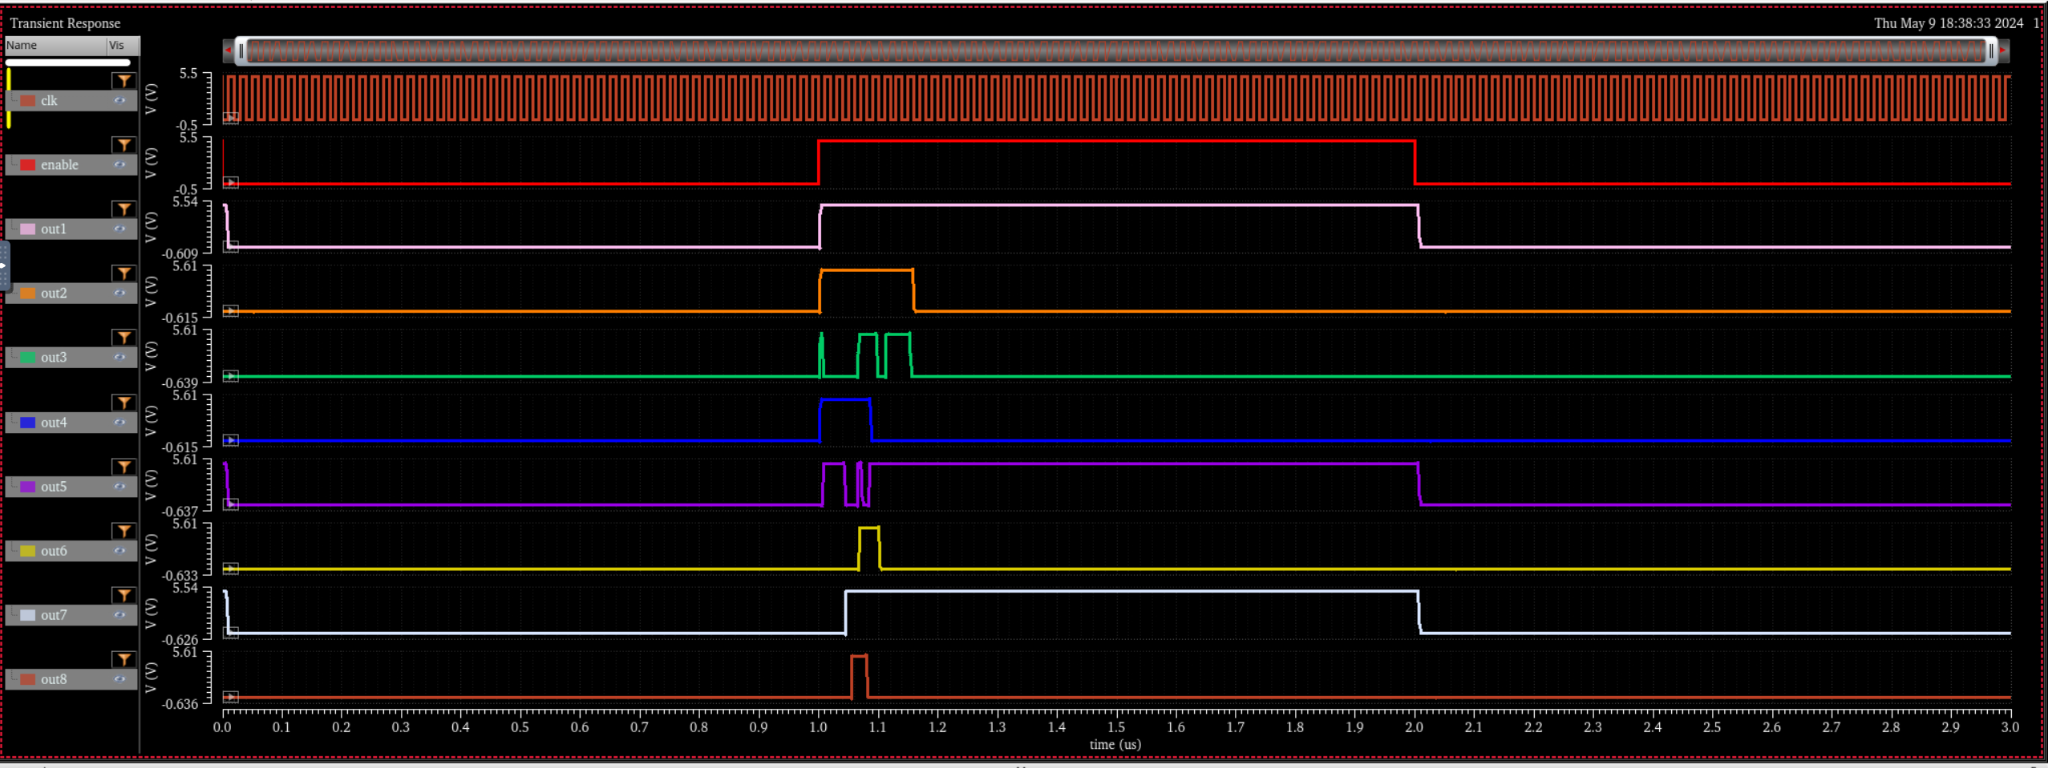 Transient Response
Thu May 9 18:38:33 2024 1
Name Vis
clk
V (V)
5.5
-0.5
enable
V (V)
5.5
-0.5
out1
V (V)
5.54
-0.609
out2
V (V)
5.61
-0.615
out3
V (V)
5.61
-0.639
out4
V (V)
5.61
-0.615
out5
V (V)
5.61
-0.637
out6
V (V)
5.61
-0.633
out7
V (V)
5.54
-0.626
out8
V (V)
5.61
-0.636
0.0 0.1 0.2 0.3 0.4 0.5 0.6 0.7 0.8 0.9 1.0 1.1 1.2 1.3 1.4 1.5 1.6 1.7 1.8 1.9 2.0 2.1 2.2 2.3 2.4 2.5 2.6 2.7 2.8 2.9 3.0
time (us)